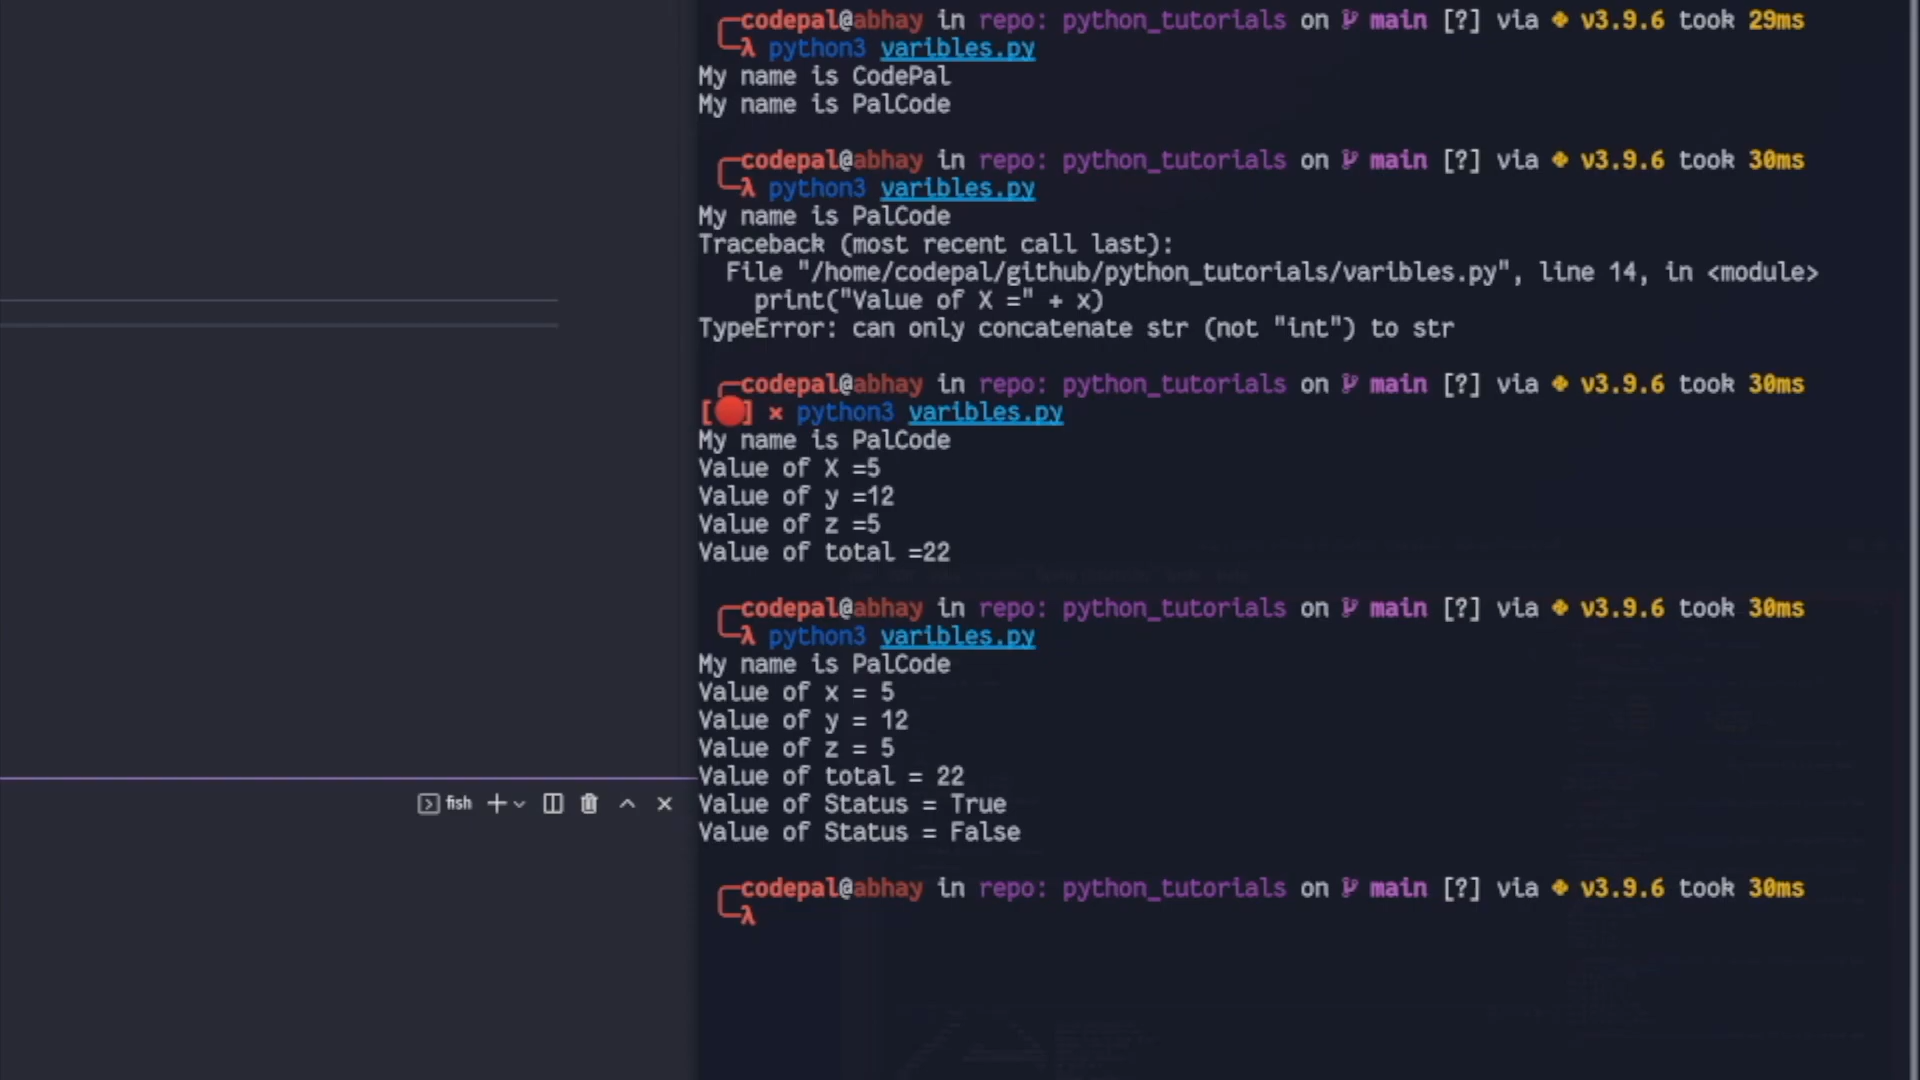 codepal@abhay in repo: python_tutorials on main [?] via v3.9.6 took 29ms
λ python3 varibles.py
My name is CodePal
My name is PalCode
codepal@abhay in repo: python_tutorials on main [?] via v3.9.6 took 30ms
λ python3 varibles.py
My name is PalCode
Traceback (most recent call last):
File "/home/codepal/github/python_tutorials/varibles.py", line 14, in <module>
print("Value of X =" + x)
TypeError: can only concatenate str (not "int") to str
codepal@abhay in repo: python_tutorials on main [?] via v3.9.6 took 30ms
[🔴] × python3 varibles.py
My name is PalCode
Value of X =5
Value of y =12
Value of z =5
Value of total =22
codepal@abhay in repo: python_tutorials on main [?] via v3.9.6 took 30ms
λ python3 varibles.py
My name is PalCode
Value of x = 5
Value of y = 12
Value of z = 5
Value of total = 22
fish
Value of Status = True
Value of Status = False
codepal@abhay in repo: python_tutorials on main [?] via v3.9.6 took 30ms
λ